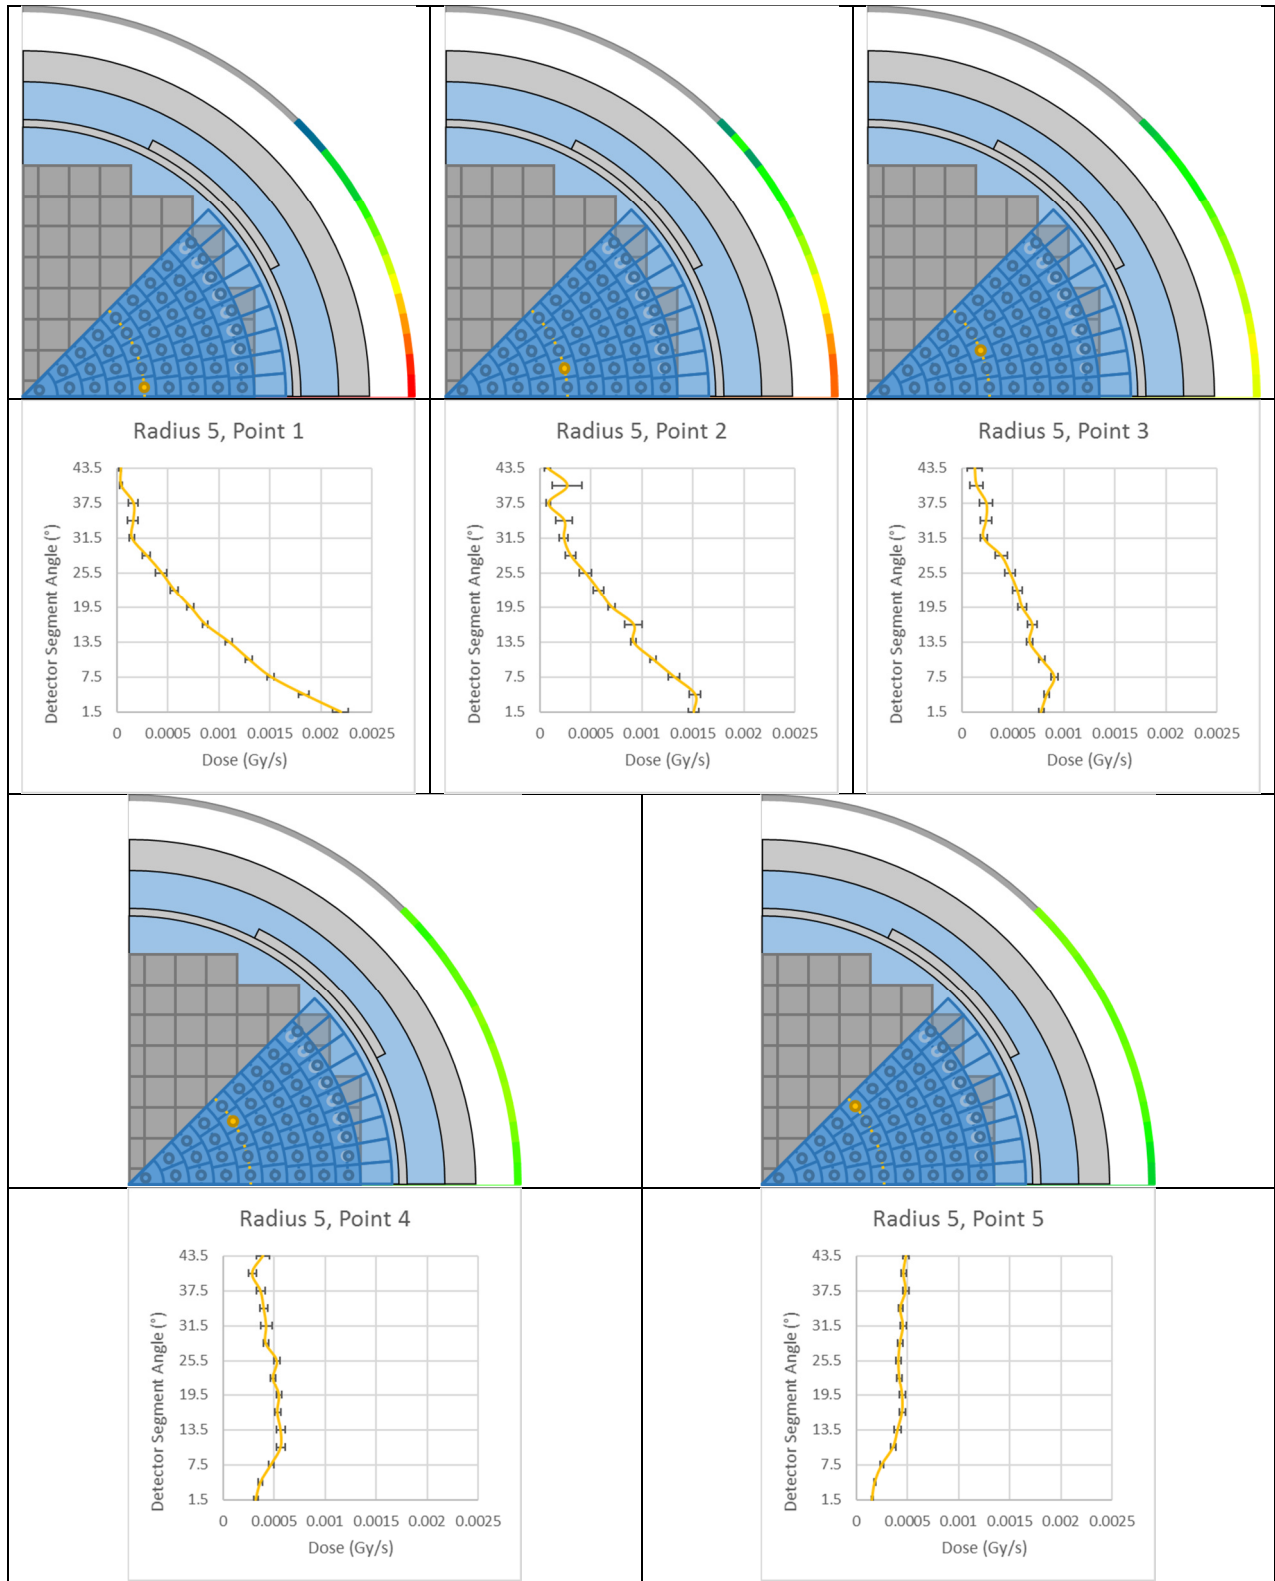 Radius 5, Point 1
Detector Segment Angle (°)
43.5
37.5
31.5
25.5
19.5
13.5
7.5
1.5
0 0.0005 0.001 0.0015 0.002 0.0025
Dose (Gy/s)
Radius 5, Point 2
Detector Segment Angle (°)
43.5
37.5
31.5
25.5
19.5
13.5
7.5
1.5
0 0.0005 0.001 0.0015 0.002 0.0025
Dose (Gy/s)
Radius 5, Point 3
Detector Segment Angle (°)
43.5
37.5
31.5
25.5
19.5
13.5
7.5
1.5
0 0.0005 0.001 0.0015 0.002 0.0025
Dose (Gy/s)
Radius 5, Point 4
Detector Segment Angle (°)
43.5
37.5
31.5
25.5
19.5
13.5
7.5
1.5
0 0.0005 0.001 0.0015 0.002 0.0025
Dose (Gy/s)
Radius 5, Point 5
Detector Segment Angle (°)
43.5
37.5
31.5
25.5
19.5
13.5
7.5
1.5
0 0.0005 0.001 0.0015 0.002 0.0025
Dose (Gy/s)